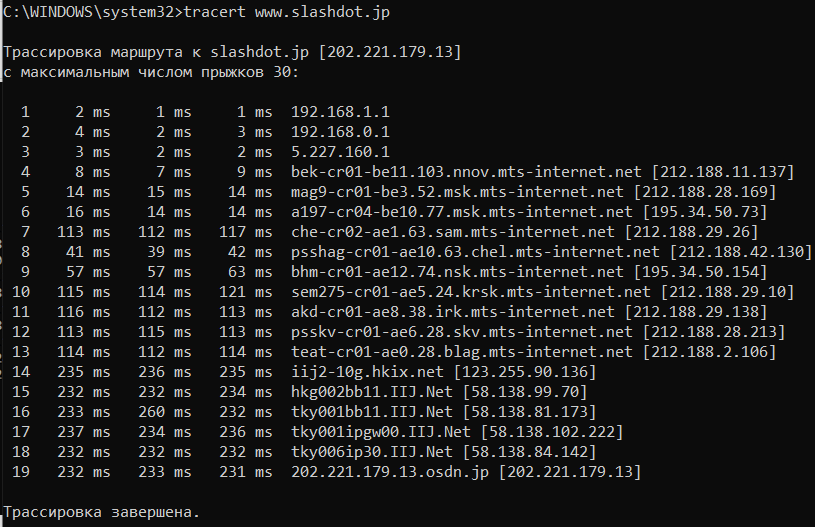 C:\WINDOWS\system32>tracert www.slashdot.jp
Трассировка маршрута к slashdot.jp [202.221.179.13]
с максимальным числом прыжков 30:
1 2 ms 1 ms 1 ms 192.168.1.1
2 4 ms 2 ms 3 ms 192.168.0.1
3 3 ms 2 ms 2 ms 5.227.160.1
4 8 ms 7 ms 9 ms bek-cr01-be11.103.nnov.mts-internet.net [212.188.11.137]
5 14 ms 15 ms 14 ms mag9-cr01-be3.52.msk.mts-internet.net [212.188.28.169]
6 16 ms 14 ms 14 ms a197-cr04-be10.77.msk.mts-internet.net [195.34.50.73]
7 113 ms 112 ms 117 ms che-cr02-ae1.63.sam.mts-internet.net [212.188.29.26]
8 41 ms 39 ms 42 ms psshag-cr01-ae10.63.chel.mts-internet.net [212.188.42.130]
9 57 ms 57 ms 63 ms bhm-cr01-ae12.74.nsk.mts-internet.net [195.34.50.154]
10 115 ms 114 ms 121 ms sem275-cr01-ae5.24.krsk.mts-internet.net [212.188.29.10]
11 116 ms 112 ms 113 ms akd-cr01-ae8.38.irk.mts-internet.net [212.188.29.138]
12 113 ms 115 ms 113 ms psskv-cr01-ae6.28.skv.mts-internet.net [212.188.28.213]
13 114 ms 112 ms 114 ms teat-cr01-ae0.28.blag.mts-internet.net [212.188.2.106]
14 235 ms 236 ms 235 ms iij2-10g.hkix.net [123.255.90.136]
15 232 ms 232 ms 234 ms hkg002bb11.IIJ.Net [58.138.99.70]
16 233 ms 260 ms 232 ms tky001bb11.IIJ.Net [58.138.81.173]
17 237 ms 234 ms 236 ms tky001ipgw00.IIJ.Net [58.138.102.222]
18 232 ms 232 ms 232 ms tky006ip30.IIJ.Net [58.138.84.142]
19 232 ms 233 ms 231 ms 202.221.179.13.osdn.jp [202.221.179.13]
Трассировка завершена.